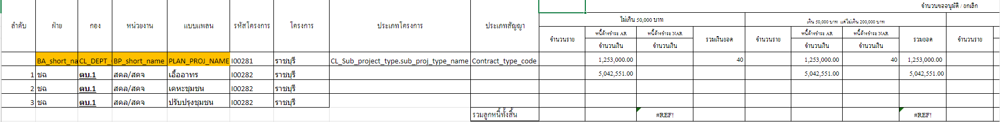 จำนวนขออนุมัติ / ยกเลิก
ลำดับ ฝ่าย กอง หน่วยงาน แบบแพลน รหัสโครงการ โครงการ ประเภทโครงการ ประเภทสัญญา ไม่เกิน 50,000 บาท เกิน 50,000 บาท แต่ไม่เกิน 200,000 บาท
จำนวนราย หนี้ค้างชำระ AR หนี้ค้างชำระ NAR รวมเงินยอด จำนวนราย หนี้ค้างชำระ AR หนี้ค้างชำระ NAR รวมยอด จำนวนราย
จำนวนเงิน จำนวนเงิน จำนวนเงิน จำนวนเงิน
BA_short_na CL_DEPT_ BP_short_name PLAN_PROJ_NAME I00281 ราชบุรี CL_Sub_project_type.sub_proj_type_name Contract_type_code 1,253,000.00 40 1,253,000.00 40 1,253,000.00
1 ชฉ ตบ.1 สคล/สคจ เอื้ออาทร I00282 ราชบุรี 5,042,551.00 5,042,551.00 5,042,551.00
2 ชฉ ตบ.1 สคล/สคจ เคหะชุมชน I00282 ราชบุรี
3 ชฉ ตบ.1 สคล/สคจ ปรับปรุงชุมชน I00282 ราชบุรี
รวมลูกหนี้ทั้งสิ้น #REF! #REF!